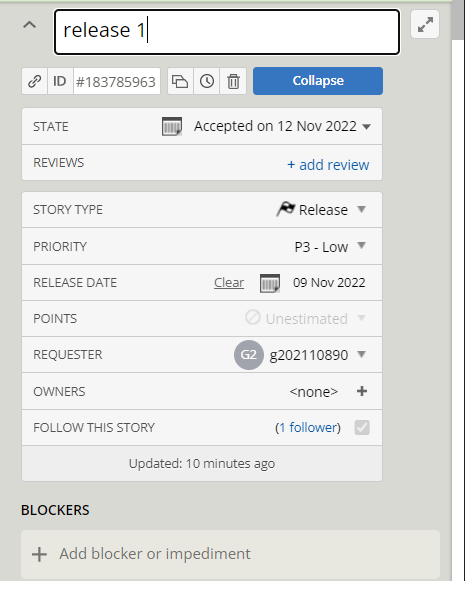 release 1
ID #183785963 Collapse
STATE Accepted on 12 Nov 2022
REVIEWS + add review
STORY TYPE Release
PRIORITY P3 - Low
RELEASE DATE Clear 09 Nov 2022
POINTS Unestimated
REQUESTER G2 g202110890
OWNERS <none> +
FOLLOW THIS STORY (1 follower)
Updated: 10 minutes ago
BLOCKERS
+ Add blocker or impediment